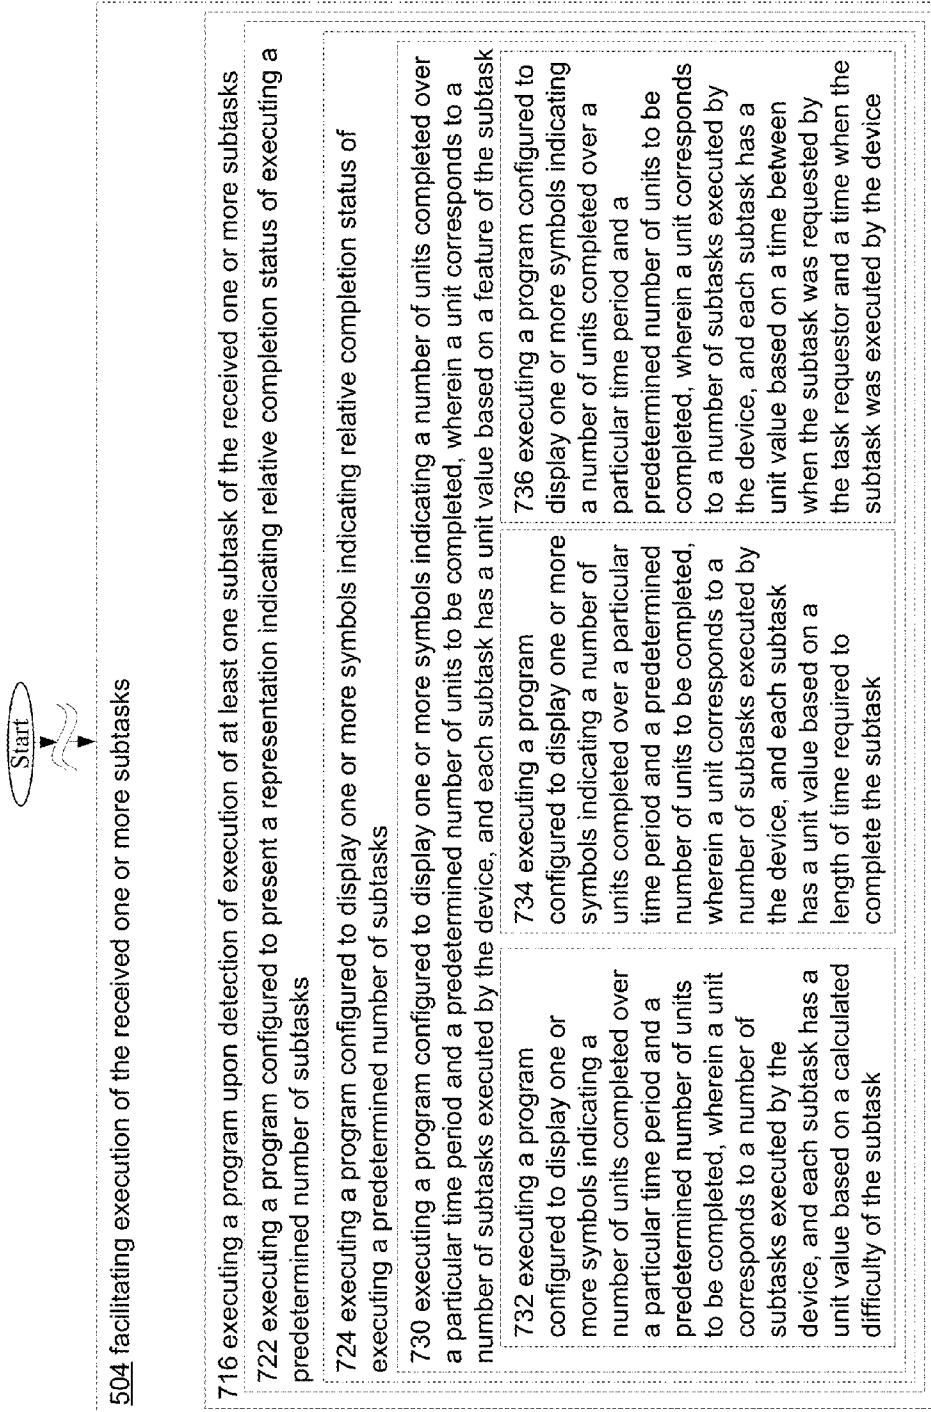 Start
504 facilitating execution of the received one or more subtasks
716 executing a program upon detection of execution of at least one subtask of the received one or more subtasks
722 executing a program configured to present a representation indicating relative completion status of executing a
predetermined number of subtasks
724 executing a program configured to display one or more symbols indicating relative completion status of
executing a predetermined number of subtasks
730 executing a program configured to display one or more symbols indicating a number of units completed over
a particular time period and a predetermined number of units to be completed, wherein a unit corresponds to a
number of subtasks executed by the device, and each subtask has a unit value based on a feature of the subtask
732 executing a program
configured to display one or
more symbols indicating a
number of units completed over
a particular time period and a
predetermined number of units
to be completed, wherein a unit
corresponds to a number of
subtasks executed by the
device, and each subtask has a
unit value based on a calculated
difficulty of the subtask
734 executing a program
configured to display one or more
symbols indicating a number of
units completed over a particular
time period and a predetermined
number of units to be completed,
wherein a unit corresponds to a
number of subtasks executed by
the device, and each subtask
has a unit value based on a
length of time required to
complete the subtask
736 executing a program configured to
display one or more symbols indicating
a number of units completed over a
particular time period and a
predetermined number of units to be
completed, wherein a unit corresponds
to a number of subtasks executed by
the device, and each subtask has a
unit value based on a time between
when the subtask was requested by
the task requestor and a time when the
subtask was executed by the device